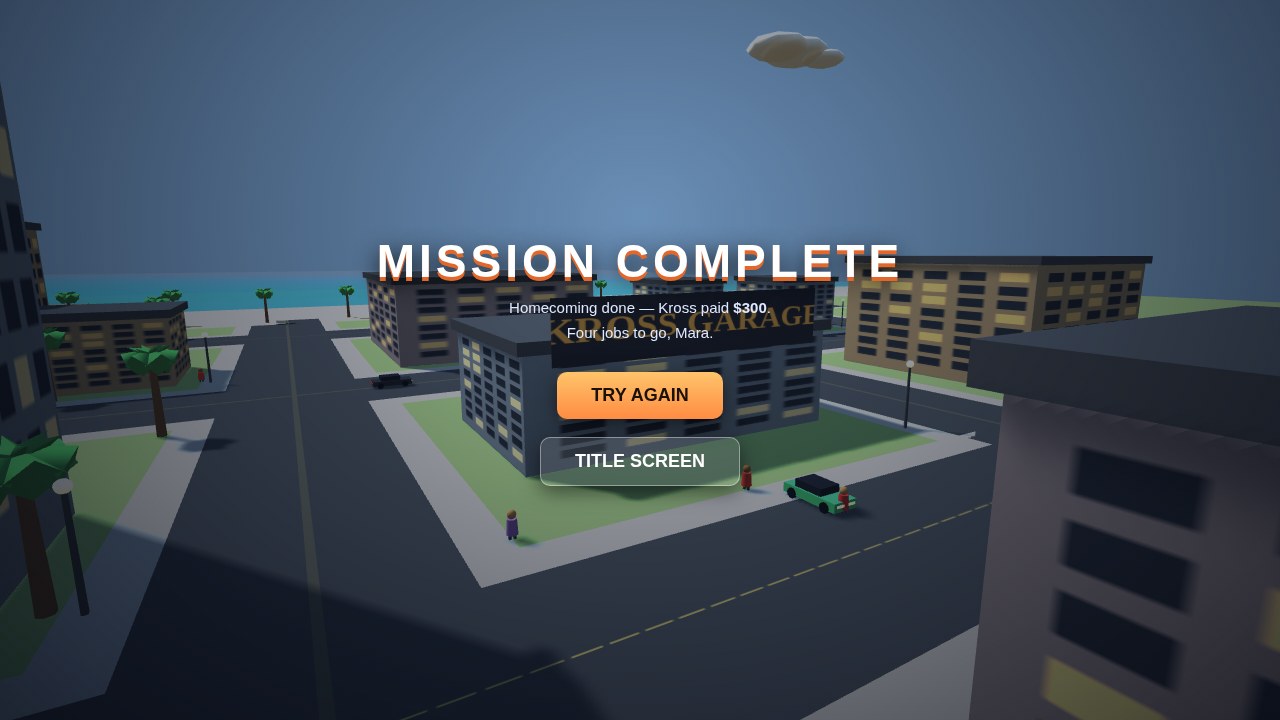 MISSION COMPLETE
Homecoming done — Kross paid $300.
KROSS GARAGE
Four jobs to go, Mara.
TRY AGAIN
TITLE SCREEN